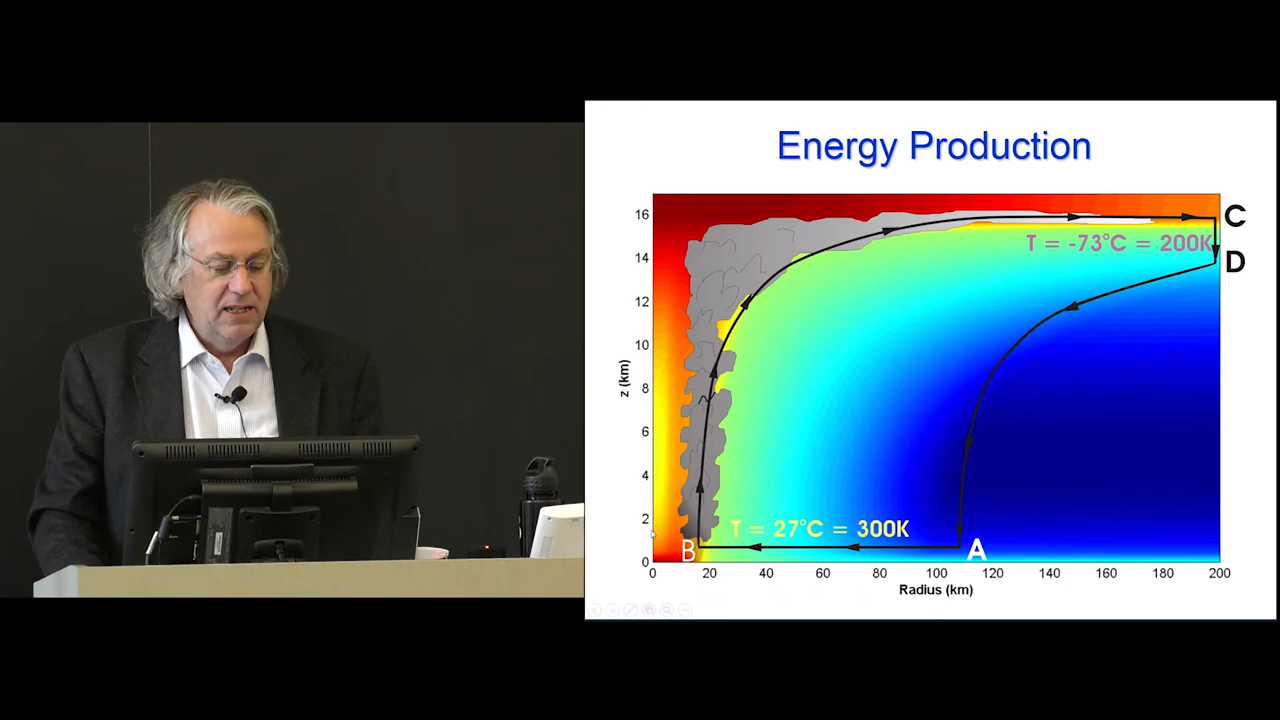 Energy Production
16
14
12
10
8
6
4
2
0
z (km)
C
T = -73°C = 200K
D
T = 27°C = 300K
B
A
0 20 40 60 80 100 120 140 160 180 200
Radius (km)